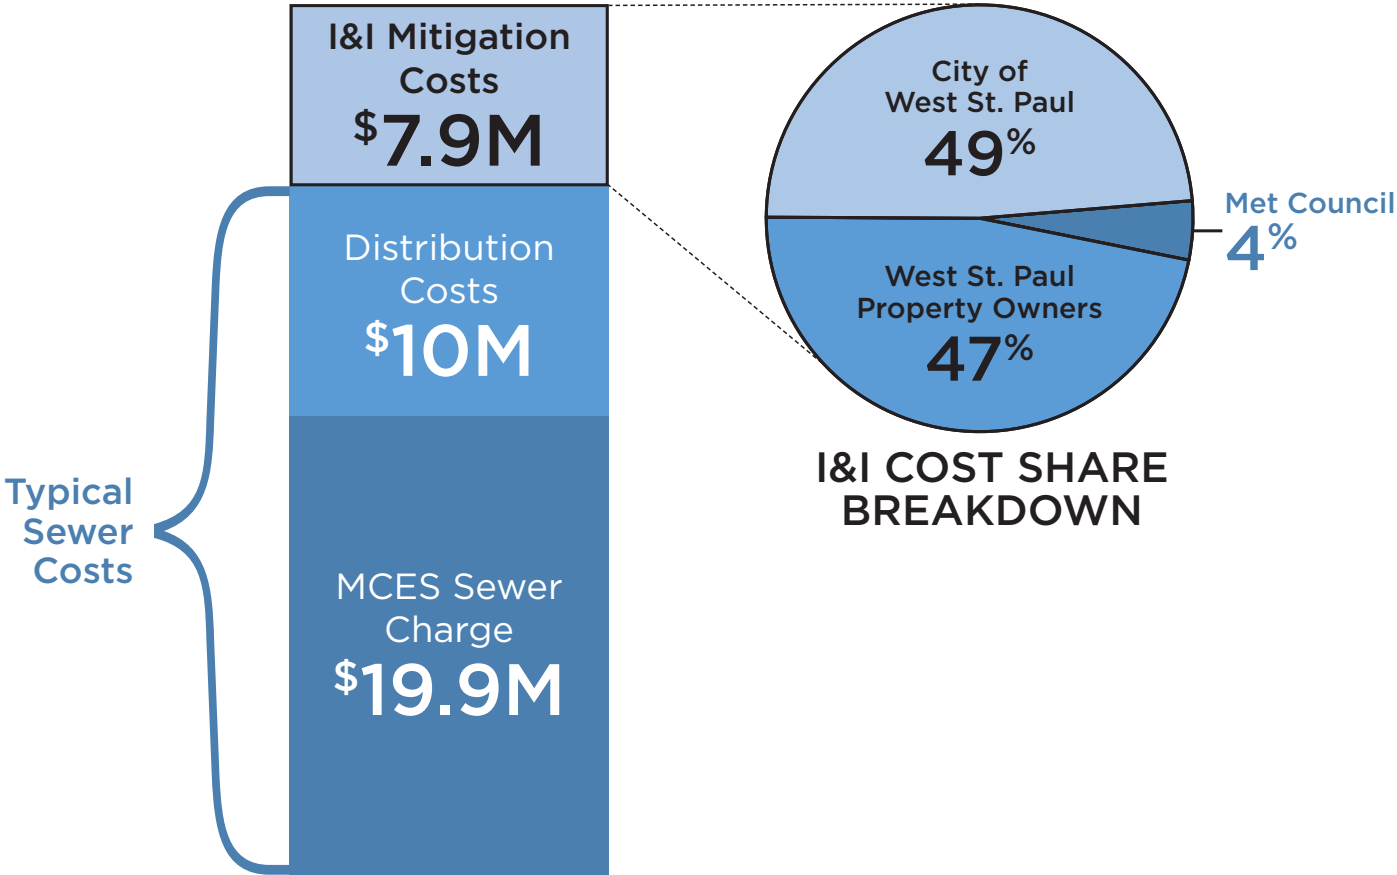 I&I Mitigation
Costs
$7.9M
Distribution
Costs
$10M
MCES Sewer
Charge
$19.9M
Typical
Sewer
Costs
City of
West St. Paul
49%
Met Council
4%
West St. Paul
Property Owners
47%
I&I COST SHARE
BREAKDOWN